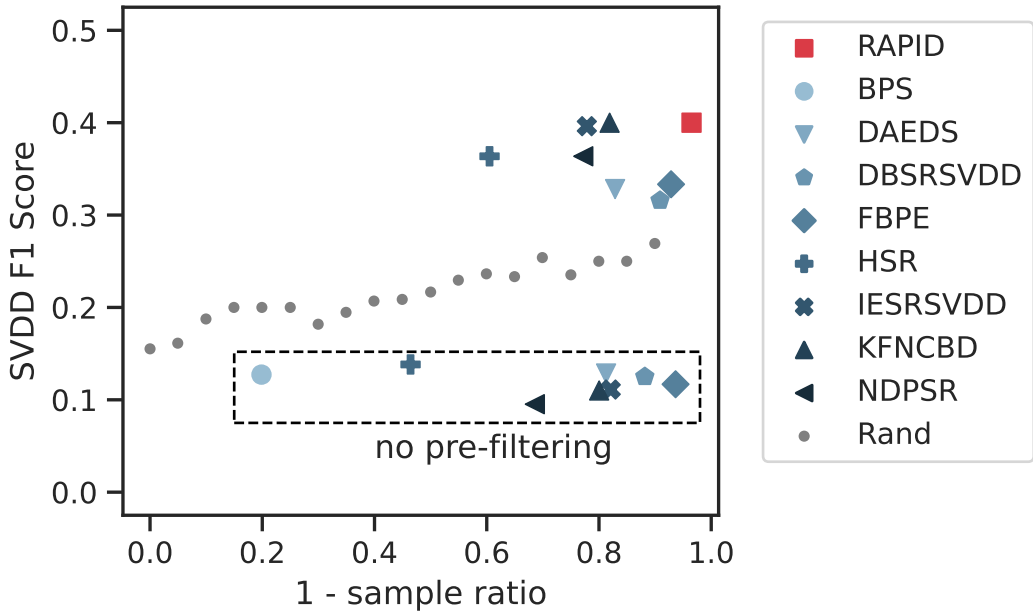 SVDD F1 Score
0.5
0.4
0.3
0.2
0.1
0.0
no pre-filtering
0.0 0.2 0.4 0.6 0.8 1.0
1 - sample ratio
RAPID
BPS
DAEDS
DBSRSVDD
FBPE
HSR
IESRSVDD
KFNCBD
NDPSR
Rand